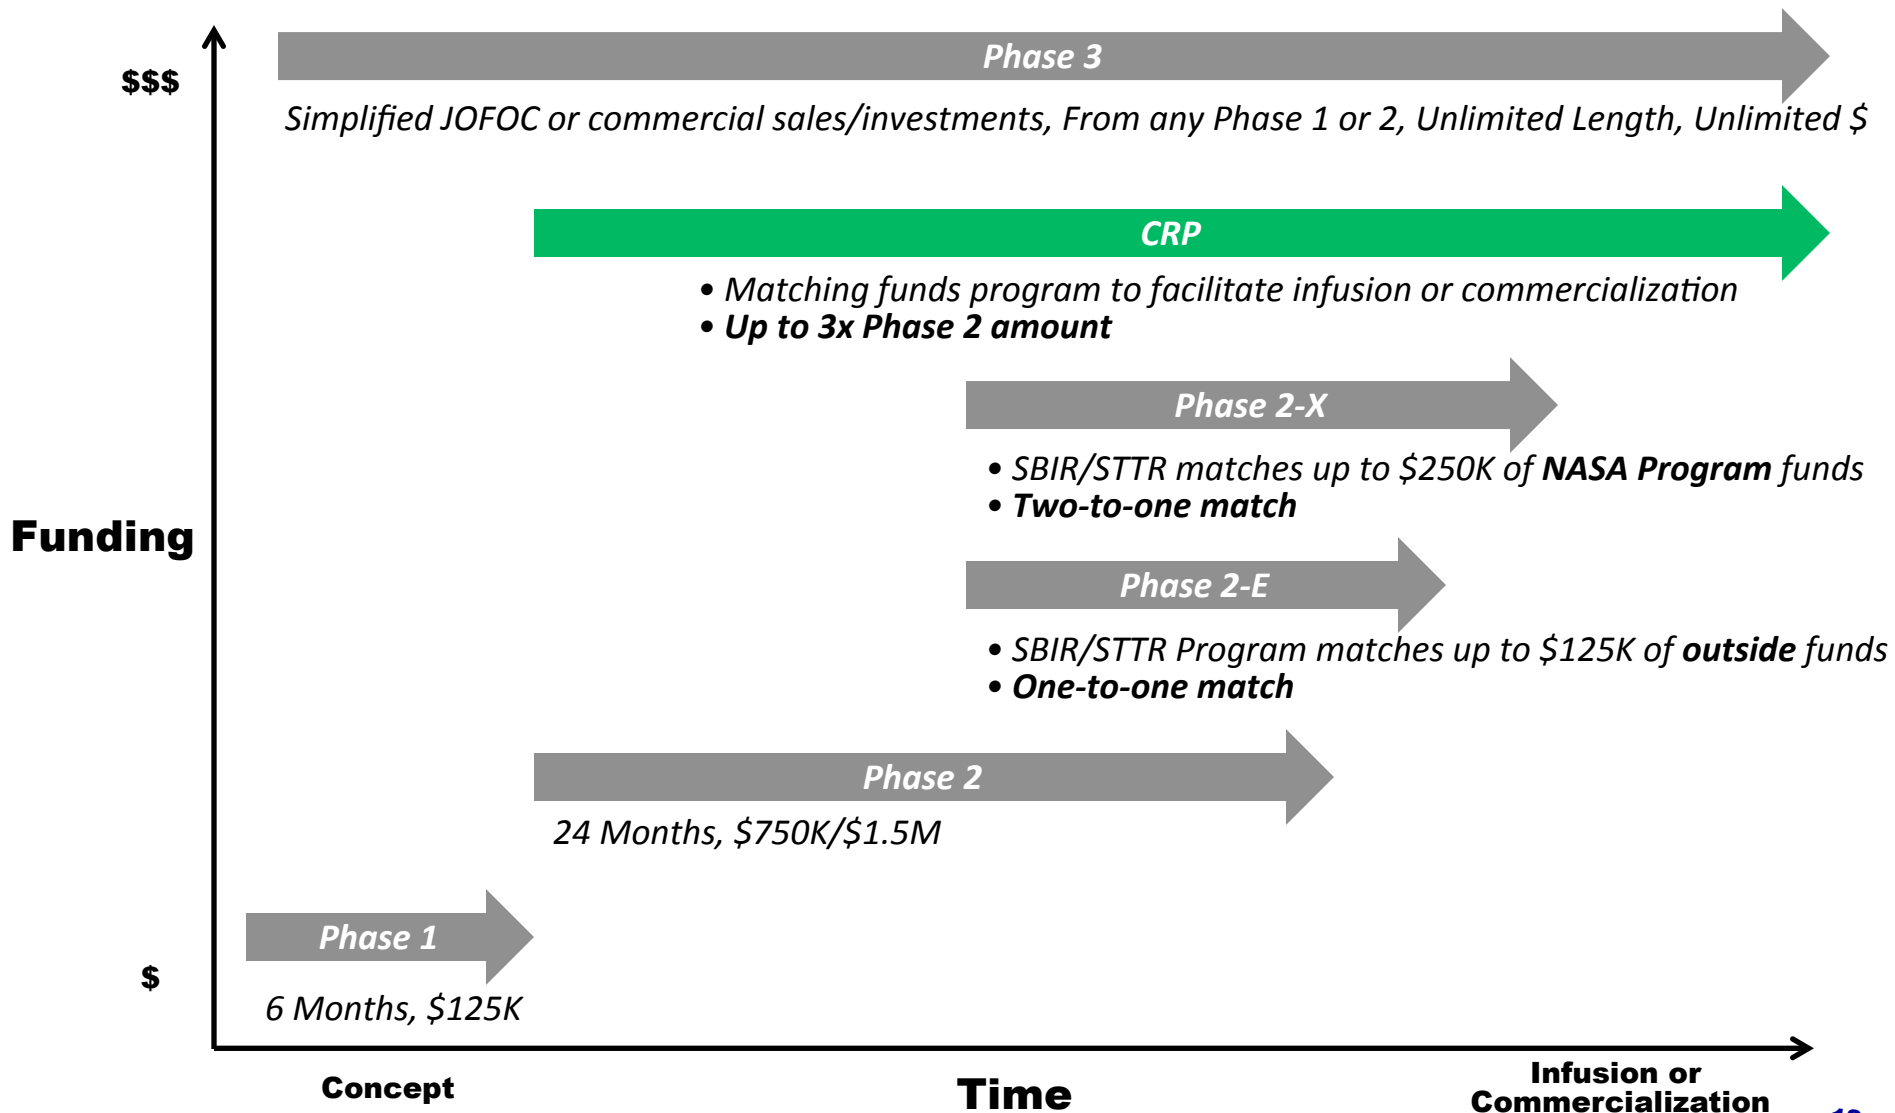 Phase 3
$$$
Simplified JOFOC or commercial sales/investments, From any Phase 1 or 2, Unlimited Length, Unlimited $
CRP
• Matching funds program to facilitate infusion or commercialization
• Up to 3x Phase 2 amount
Phase 2-X
• SBIR/STTR matches up to $250K of NASA Program funds
• Two-to-one match
Funding
Phase 2-E
• SBIR/STTR Program matches up to $125K of outside funds
• One-to-one match
Phase 2
24 Months, $750K/$1.5M
Phase 1
$
6 Months, $125K
Concept
Time
Infusion or
Commercialization